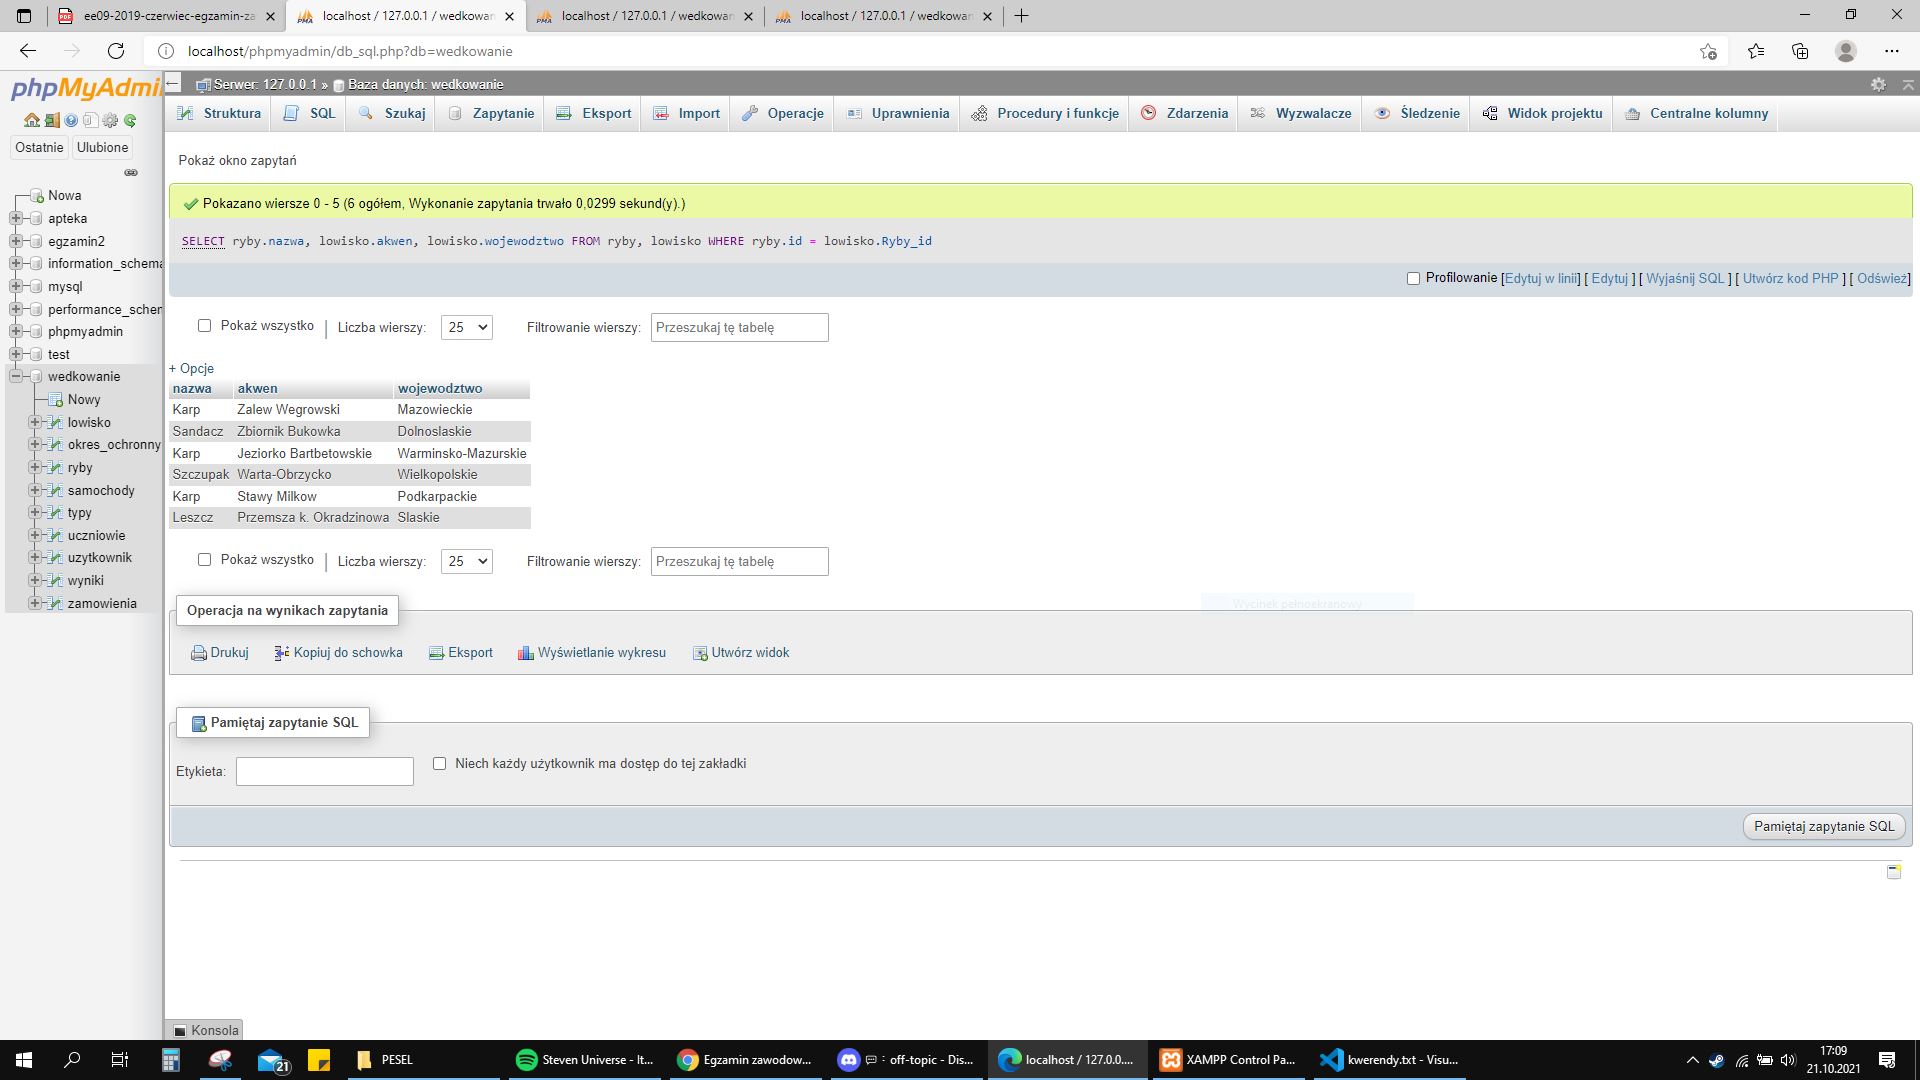 ee09-2019-czerwiec-egzamin-za
localhost / 127.0.0.1 / wedkowan
localhost / 127.0.0.1 / wedkowan
localhost / 127.0.0.1 / wedkowan
localhost/phpmyadmin/db_sql.php?db=wedkowanie
phpMyAdmin
Serwer: 127.0.0.1 » Baza danych: wedkowanie
Struktura SQL Szukaj Zapytanie Eksport Import Operacje Uprawnienia Procedury i funkcje Zdarzenia Wyzwalacze Śledzenie Widok projektu Centralne kolumny
Ostatnie Ulubione
Nowa
apteka
egzamin2
information_schema
mysql
performance_schem
phpmyadmin
test
wedkowanie
Nowy
lowisko
okres_ochronny
ryby
samochody
typy
uczniowie
uzytkownik
wyniki
zamowienia
Pokaż okno zapytań
Pokazano wiersze 0 - 5 (6 ogółem, Wykonanie zapytania trwało 0,0299 sekund(y).)
SELECT ryby.nazwa, lowisko.akwen, lowisko.wojewodztwo FROM ryby, lowisko WHERE ryby.id = lowisko.Ryby_id
Profilowanie [Edytuj w linii] [ Edytuj ] [ Wyjaśnij SQL ] [ Utwórz kod PHP ] [ Odśwież]
Pokaż wszystko | Liczba wierszy: 25 Filtrowanie wierszy: Przeszukaj tę tabelę
+ Opcje
nazwa akwen wojewodztwo
Karp Zalew Wegrowski Mazowieckie
Sandacz Zbiornik Bukowka Dolnoslaskie
Karp Jeziorko Bartbetowskie Warminsko-Mazurskie
Szczupak Warta-Obrzycko Wielkopolskie
Karp Stawy Milkow Podkarpackie
Leszcz Przemsza k. Okradzinowa Slaskie
Pokaż wszystko | Liczba wierszy: 25 Filtrowanie wierszy: Przeszukaj tę tabelę
Wycinek pełnoekranowy
Operacja na wynikach zapytania
Drukuj Kopiuj do schowka Eksport Wyświetlanie wykresu Utwórz widok
Pamiętaj zapytanie SQL
Etykieta: Niech każdy użytkownik ma dostęp do tej zakładki
Pamiętaj zapytanie SQL
Konsola
21
PESEL
Steven Universe - It...
Egzamin zawodow...
off-topic - Dis...
localhost / 127.0.0....
XAMPP Control Pa...
kwerendy.txt - Visu...
17:09
21.10.2021